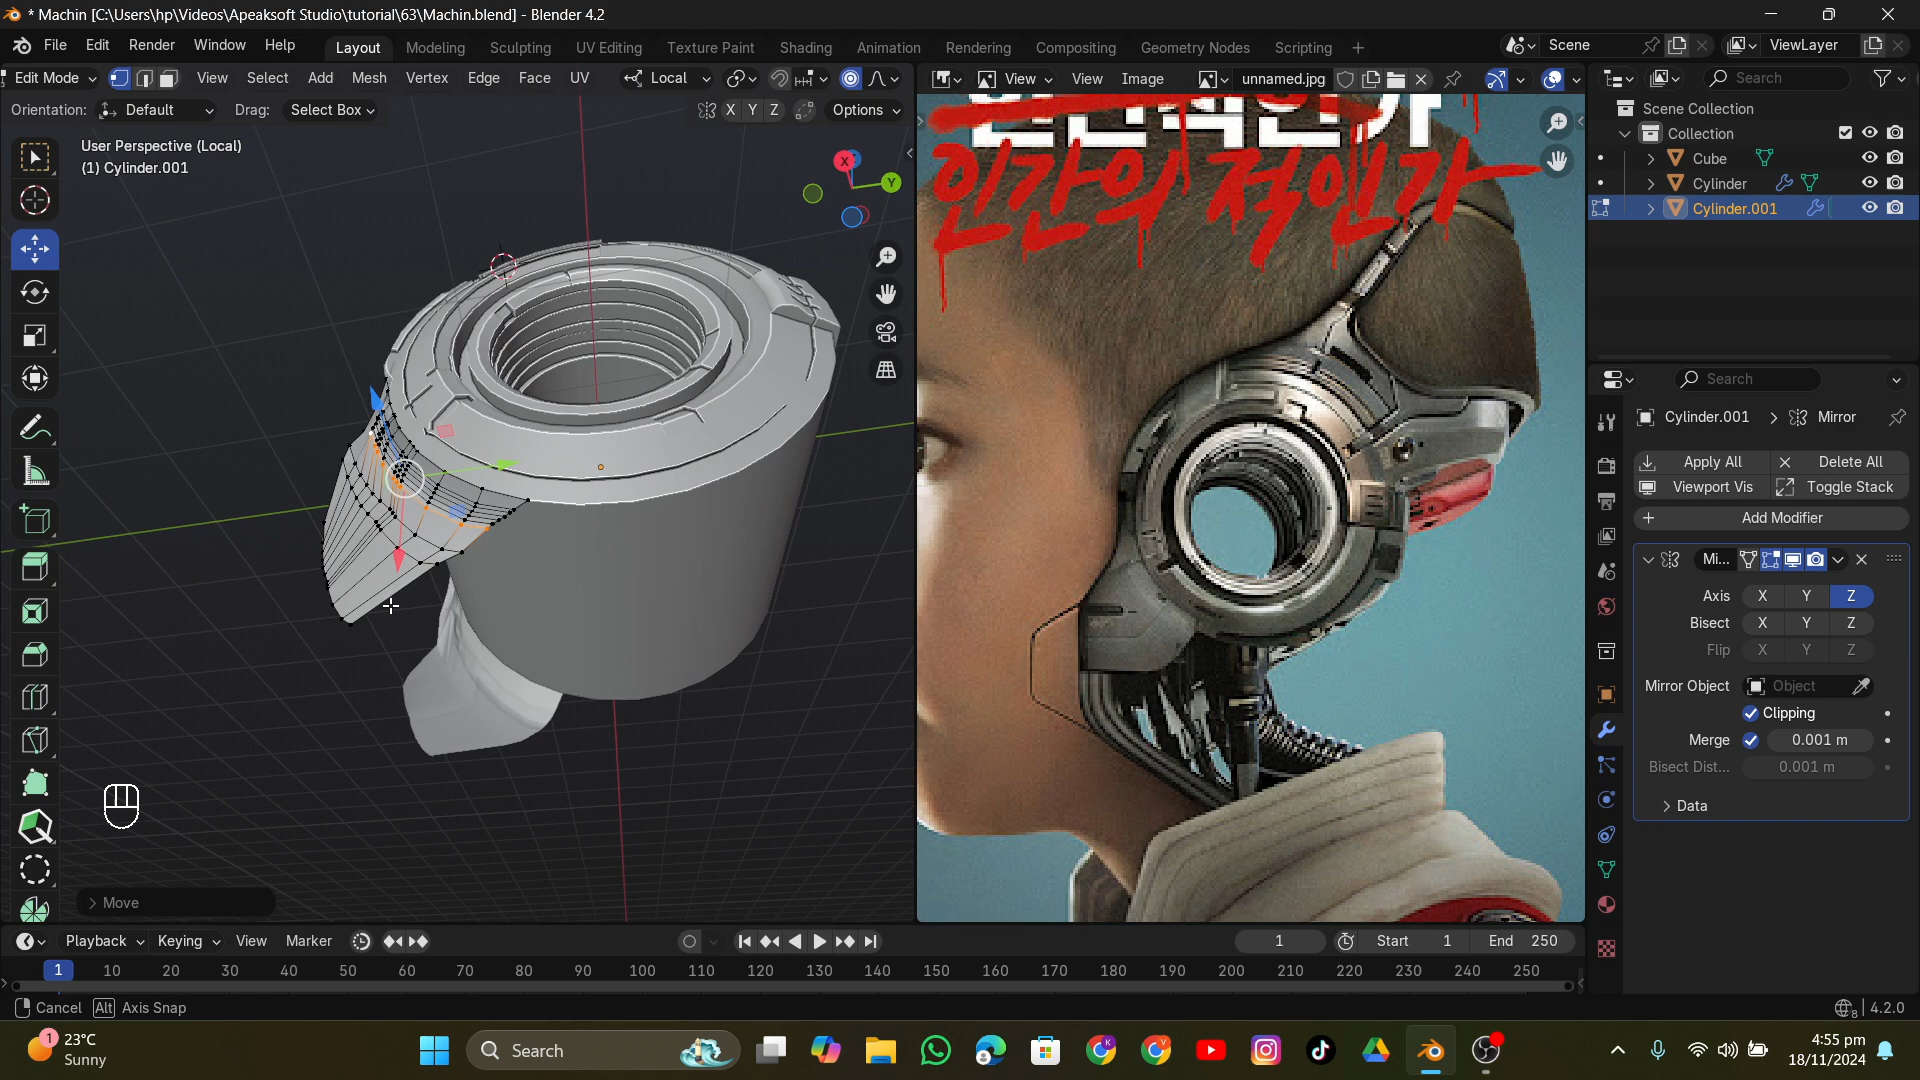 * Machin [C:\Users\hp\Videos\Apeaksoft Studio\tutorial\63\Machin.blend] - Blender 4.2
File Edit Render Window Help Layout Modeling Sculpting UV Editing Texture Paint Shading Animation Rendering Compositing Geometry Nodes Scripting + Scene ViewLayer
Edit Mode View Select Add Mesh Vertex Edge Face UV Local View View Image unnamed.jpg Search
Orientation: Default Drag: Select Box X Y Z Options
Scene Collection
Collection
Cube
Cylinder
Cylinder.001
User Perspective (Local)
(1) Cylinder.001
X
Y
인간의 적인가
Search
Cylinder.001 > Mirror
Apply All Delete All
Viewport Vis Toggle Stack
+ Add Modifier
Mi...
Axis X Y Z
Bisect X Y Z
Flip X Y Z
Mirror Object Object
Clipping
Merge 0.001 m
Bisect Dist... 0.001 m
> Data
> Move
Playback Keying View Marker 1 Start 1 End 250
1 10 20 30 40 50 60 70 80 90 100 110 120 130 140 150 160 170 180 190 200 210 220 230 240 250
Cancel Alt Axis Snap 8 4.2.0
1 23°C
Sunny
Search
K
V
4:55 pm
18/11/2024